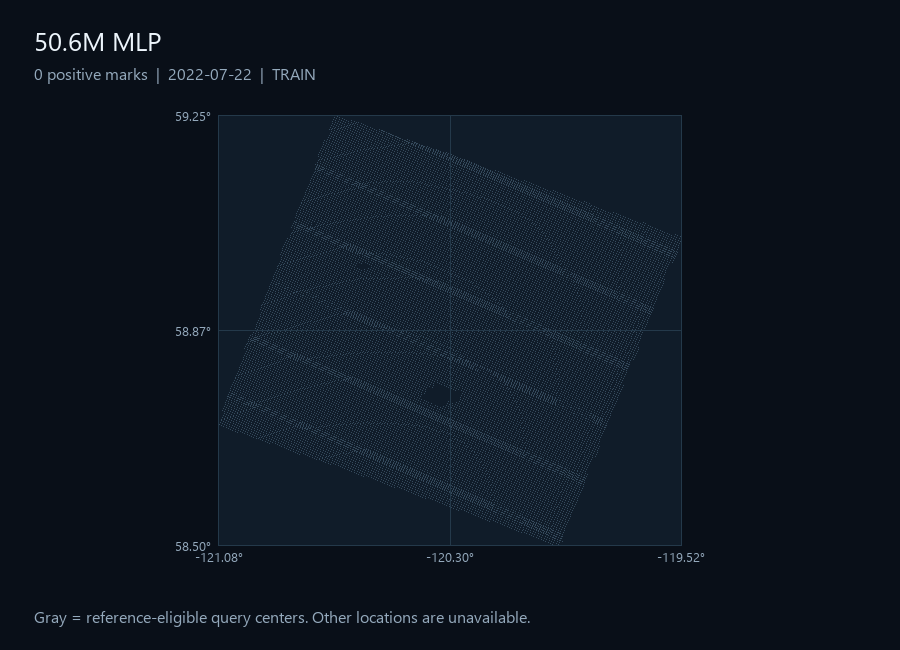 50.6M MLP
0 positive marks | 2022-07-22 | TRAIN
59.25°
58.87°
58.50°
-121.08°
-120.30°
-119.52°
Gray = reference-eligible query centers. Other locations are unavailable.